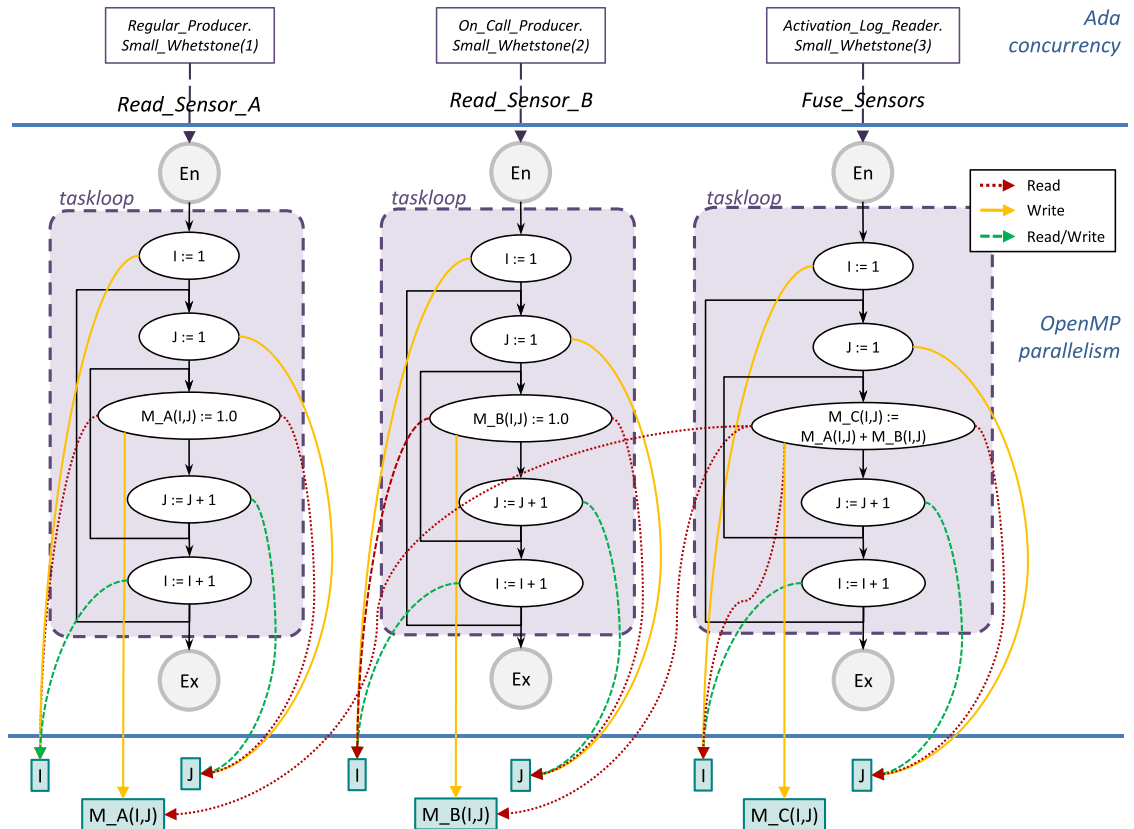 Regular_Producer.
Small_Whetstone(1)
On_Call_Producer.
Small_Whetstone(2)
Activation_Log_Reader.
Small_Whetstone(3)
Ada
concurrency
Read_Sensor_A
Read_Sensor_B
Fuse_Sensors
En
En
En
taskloop
taskloop
taskloop
Read
Write
Read/Write
I := 1
I := 1
I := 1
J := 1
J := 1
J := 1
OpenMP
parallelism
M_A(I,J) := 1.0
M_B(I,J) := 1.0
M_C(I,J) :=
M_A(I,J) + M_B(I,J)
J := J + 1
J := J + 1
J := J + 1
I := I + 1
I := I + 1
I := I + 1
Ex
Ex
Ex
I
J
I
J
I
J
M_A(I,J)
M_B(I,J)
M_C(I,J)